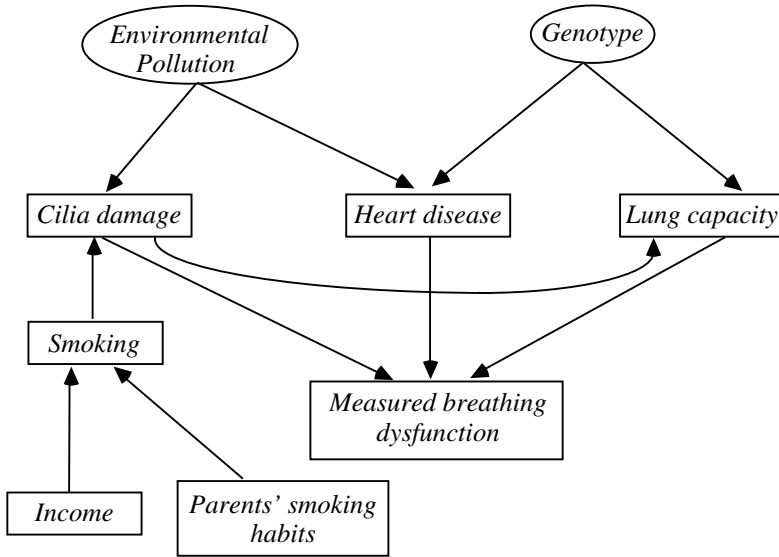 Environmental
Pollution
Genotype
Cilia damage
Heart disease
Lung capacity
Smoking
Measured breathing
dysfunction
Income
Parents’ smoking
habits